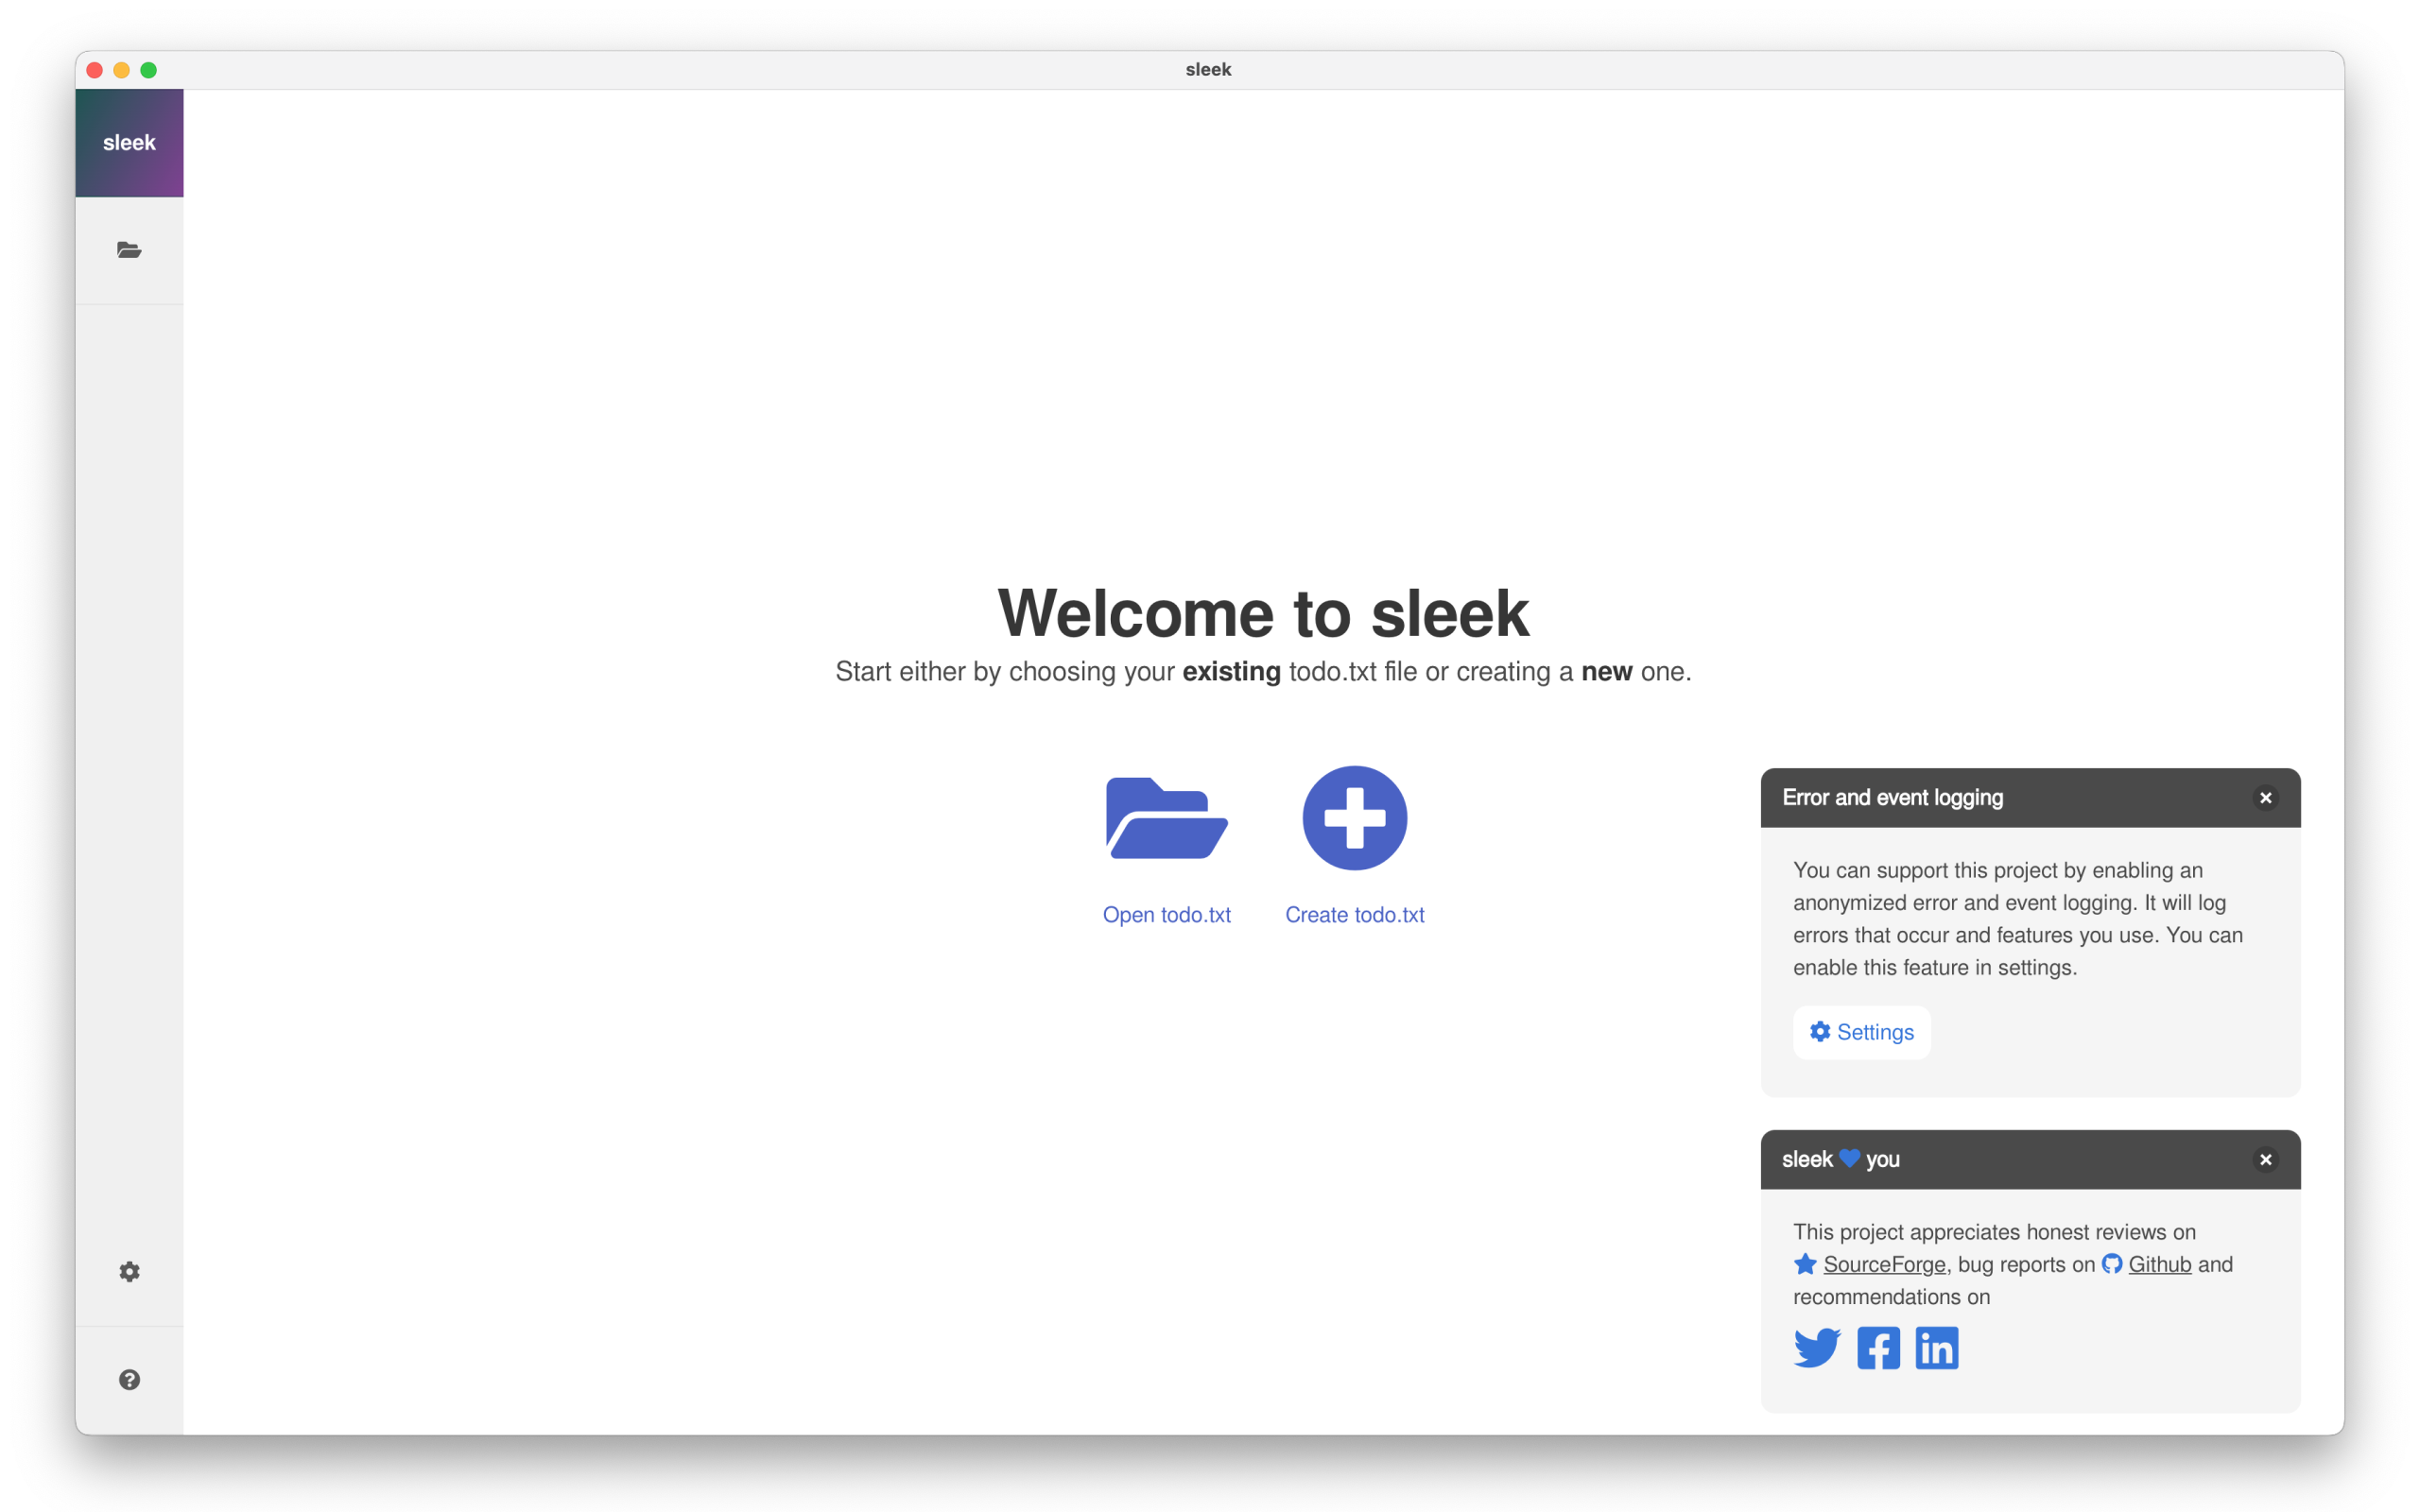 sleek
sleek
Welcome to sleek
Start either by choosing your existing todo.txt file or creating a new one.
Open todo.txt
Create todo.txt
Error and event logging
You can support this project by enabling an
anonymized error and event logging. It will log
errors that occur and features you use. You can
enable this feature in settings.
Settings
sleek you
This project appreciates honest reviews on
SourceForge, bug reports on Github and
recommendations on